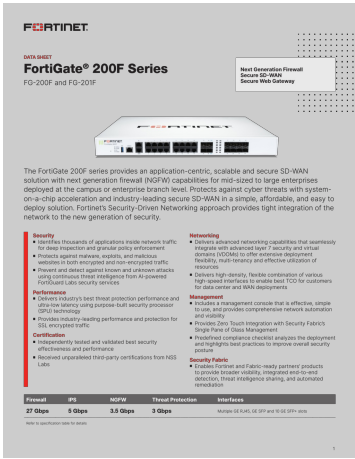 FORTINET
DATA SHEET
FortiGate® 200F Series
FG-200F and FG-201F
Next Generation Firewall
Secure SD-WAN
Secure Web Gateway
FORTINET
The FortiGate 200F series provides an application-centric, scalable and secure SD-WAN
solution with next generation firewall (NGFW) capabilities for mid-sized to large enterprises
deployed at the campus or enterprise branch level. Protects against cyber threats with system-
on-a-chip acceleration and industry-leading secure SD-WAN in a simple, affordable, and easy to
deploy solution. Fortinet's Security-Driven Networking approach provides tight integration of the
network to the new generation of security.
Security
▪ Identifies thousands of applications inside network traffic
for deep inspection and granular policy enforcement
▪ Protects against malware, exploits, and malicious
websites in both encrypted and non-encrypted traffic
▪ Prevent and detect against known and unknown attacks
using continuous threat intelligence from AI-powered
FortiGuard Labs security services
Performance
▪ Delivers industry's best threat protection performance and
ultra-low latency using purpose-built security processor
(SPU) technology
▪ Provides industry-leading performance and protection for
SSL encrypted traffic
Certification
▪ Independently tested and validated best security
effectiveness and performance
▪ Received unparalleled third-party certifications from NSS
Labs
Networking
▪ Delivers advanced networking capabilities that seamlessly
integrate with advanced layer 7 security and virtual
domains (VDOMs) to offer extensive deployment
flexibility, multi-tenancy and effective utilization of
resources
▪ Delivers high-density, flexible combination of various
high-speed interfaces to enable best TCO for customers
for data center and WAN deployments
Management
▪ Includes a management console that is effective, simple
to use, and provides comprehensive network automation
and visibility
▪ Provides Zero Touch Integration with Security Fabric's
Single Pane of Glass Management
▪ Predefined compliance checklist analyzes the deployment
and highlights best practices to improve overall security
posture
Security Fabric
▪ Enables Fortinet and Fabric-ready partners' products
to provide broader visibility, integrated end-to-end
detection, threat intelligence sharing, and automated
remediation
Firewall IPS NGFW Threat Protection Interfaces
27 Gbps 5 Gbps 3.5 Gbps 3 Gbps Multiple GE RJ45, GE SFP and 10 GE SFP+ slots
Refer to specification table for details
1